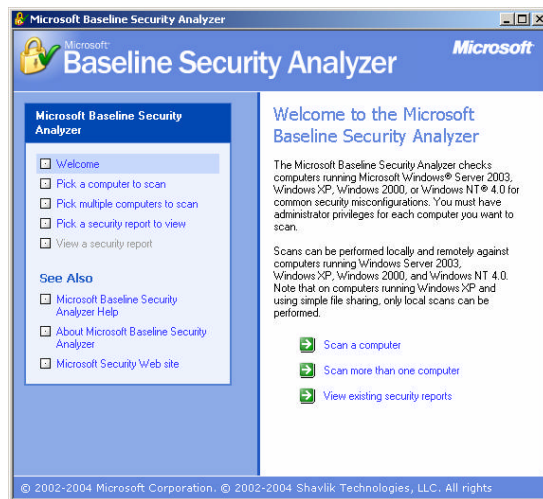 Microsoft Baseline Security Analyzer
Microsoft
Baseline Security Analyzer
Microsoft
Microsoft Baseline Security
Analyzer
Welcome
Pick a computer to scan
Pick multiple computers to scan
Pick a security report to view
View a security report
See Also
Microsoft Baseline Security
Analyzer Help
About Microsoft Baseline Security
Analyzer
Microsoft Security Web site
Welcome to the Microsoft
Baseline Security Analyzer
The Microsoft Baseline Security Analyzer checks
computers running Microsoft Windows® Server 2003,
Windows XP, Windows 2000, or Windows NT® 4.0 for
common security misconfigurations. You must have
administrator privileges for each computer you want to
scan.
Scans can be performed locally and remotely against
computers running Windows Server 2003,
Windows XP, Windows 2000, and Windows NT 4.0.
Note that on computers running Windows XP and
using simple file sharing, only local scans can be
performed.
Scan a computer
Scan more than one computer
View existing security reports
© 2002-2004 Microsoft Corporation. © 2002-2004 Shavlik Technologies, LLC. All rights